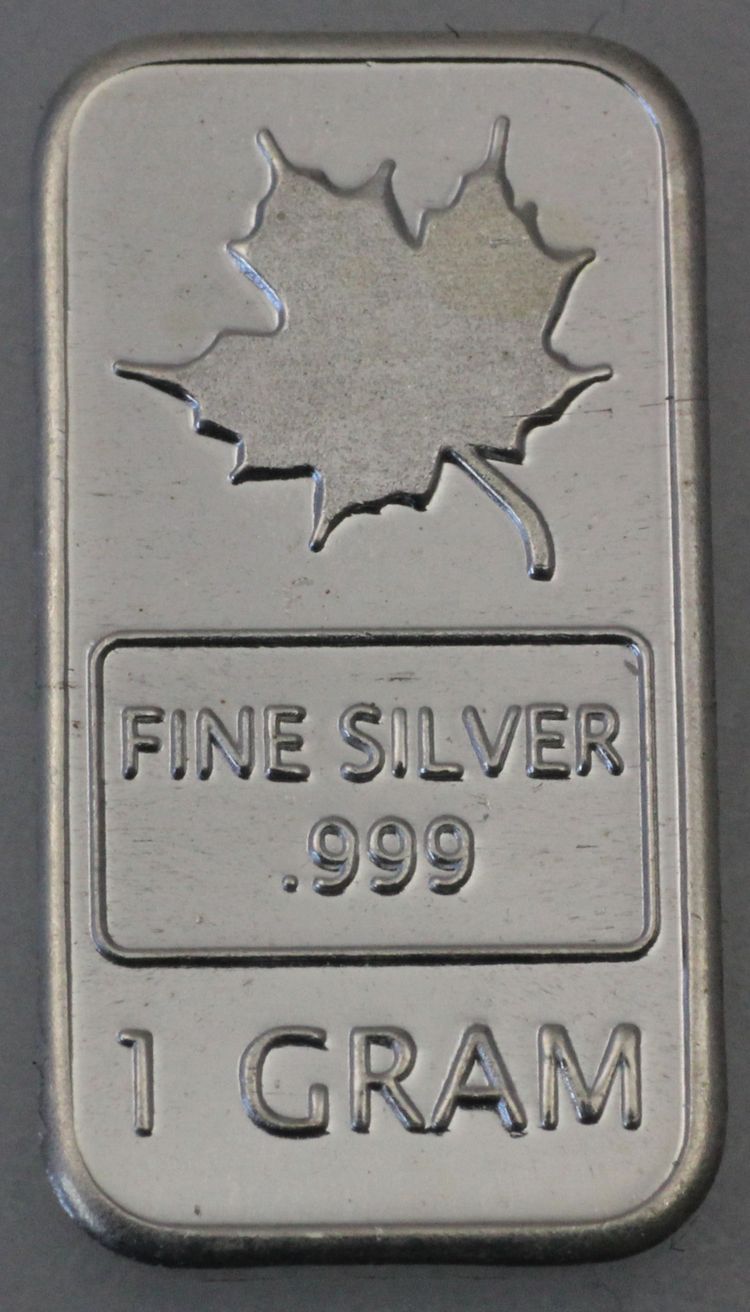 FINE SILVER
.999
1 GRAM